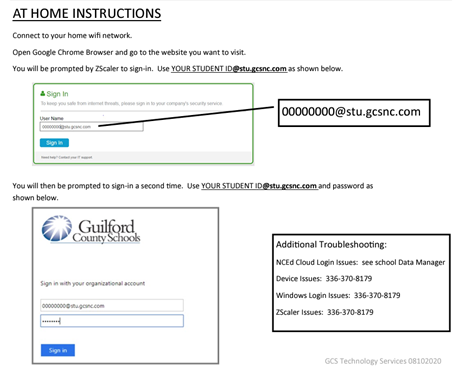 AT HOME INSTRUCTIONS
Connect to your home wifi network.
Open Google Chrome Browser and go to the website you want to visit.
You will be prompted by ZScaler to sign-in. Use YOUR STUDENT ID@stu.gcsnc.com as shown below.
Sign In
To keep you safe from internet threats, please sign in to your company's security service
User Name
00000000@stu.gcsnc.com
Sign In
Need help? Contact your IT support
00000000@stu.gcsnc.com
You will then be prompted to sign-in a second time. Use YOUR STUDENT ID@stu.gcsnc.com and password as
shown below.
Guilford
County Schools
Sign in with your organizational account
00000000@stu.gcsnc.com
Sign in
Additional Troubleshooting:
NCEd Cloud Login Issues: see school Data Manager
Device Issues: 336-370-8179
Windows Login Issues: 336-370-8179
ZScaler Issues: 336-370-8179
GCS Technology Services 08102020